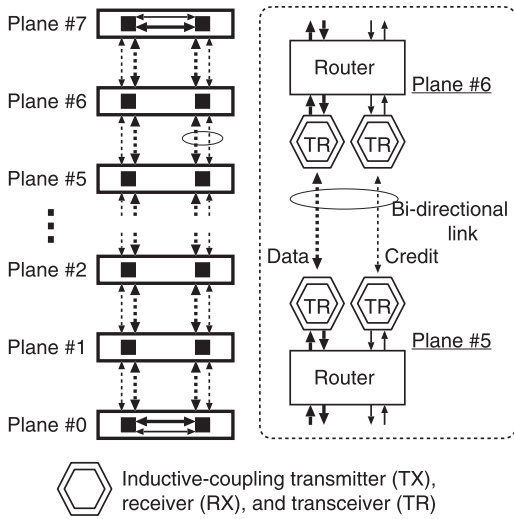 Plane #7
Plane #6
Plane #5
Plane #2
Plane #1
Plane #0
Router
Plane #6
TR TR
Bi-directional
link
Data Credit
TR TR
Plane #5
Router
Inductive-coupling transmitter (TX),
receiver (RX), and transceiver (TR)